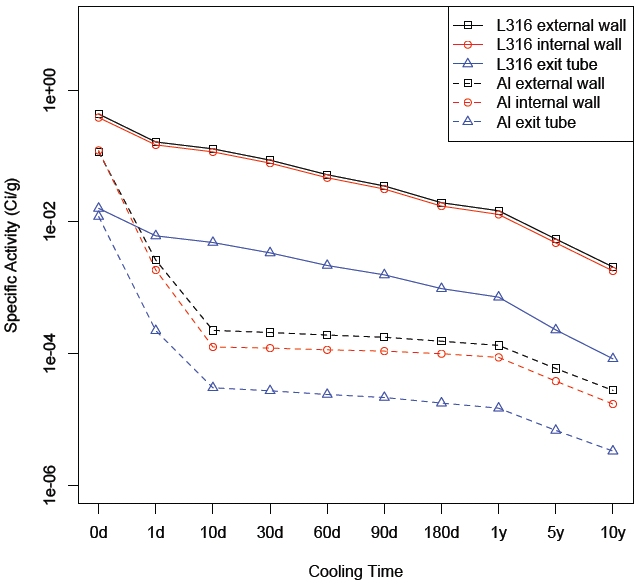 L316 external wall
L316 internal wall
L316 exit tube
Al external wall
Al internal wall
Al exit tube
1e+00
1e-02
1e-04
1e-06
Specific Activity (Ci/g)
0d 1d 10d 30d 60d 90d 180d 1y 5y 10y
Cooling Time